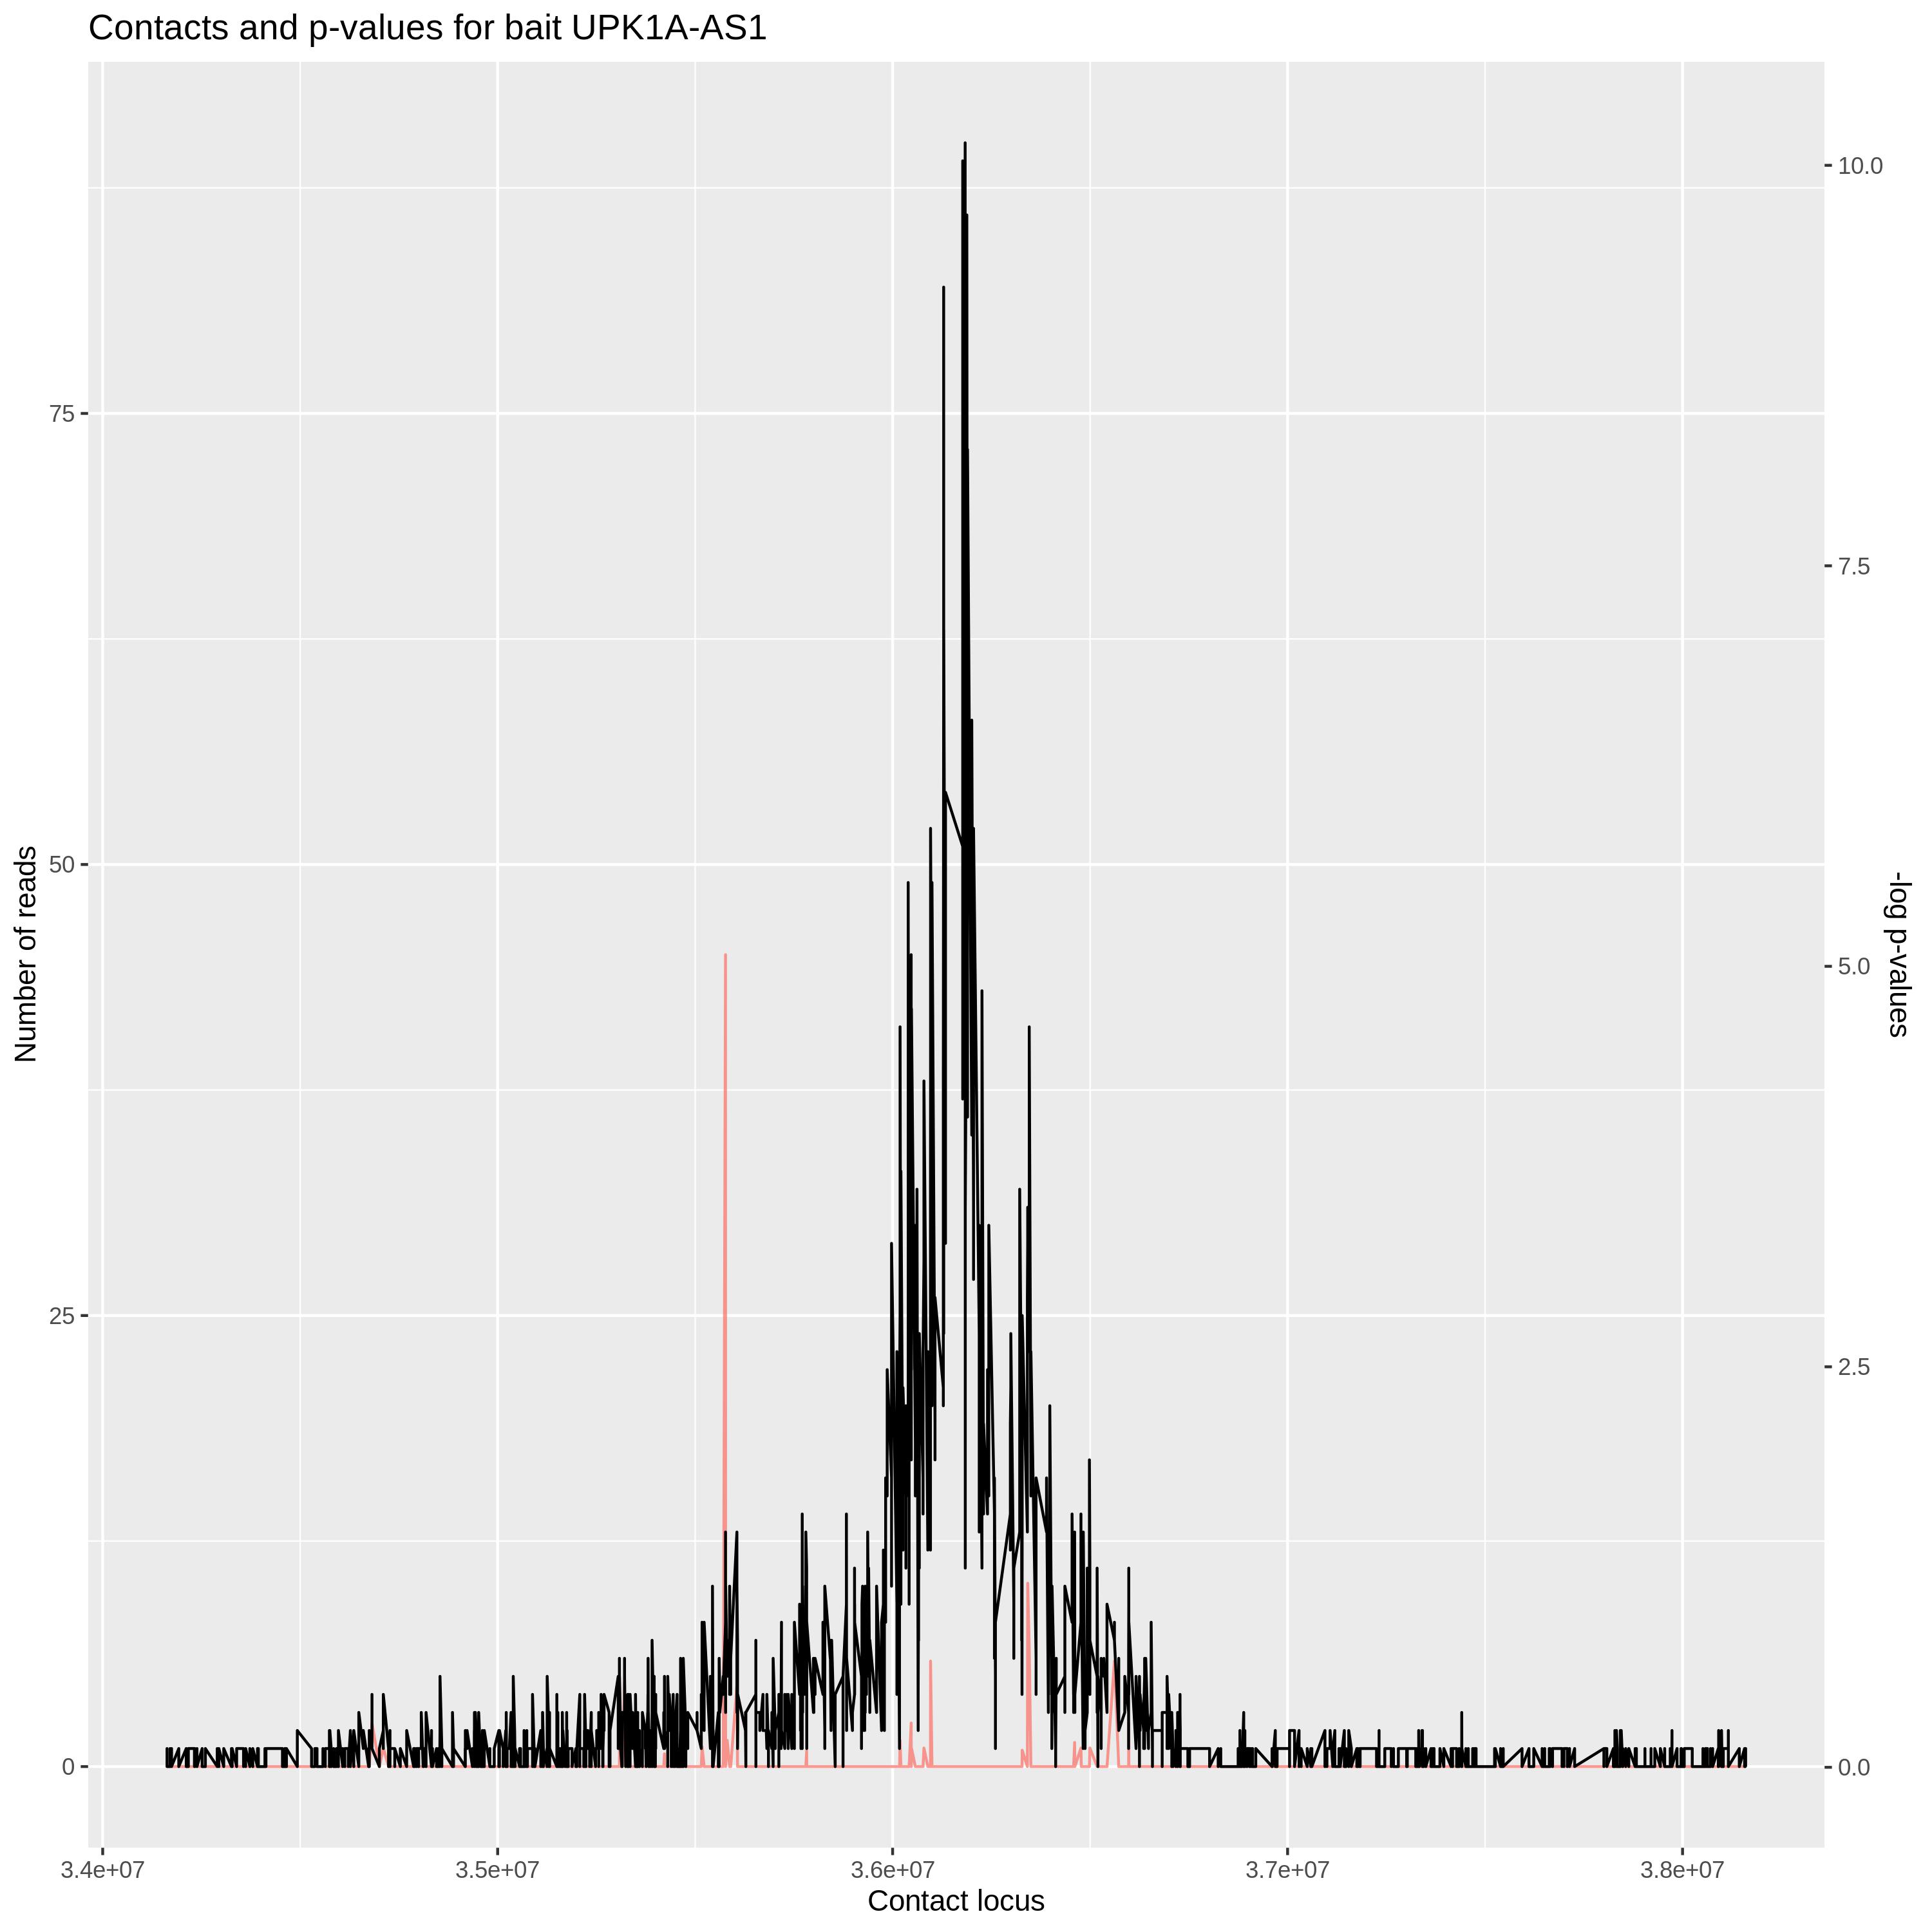 Contacts and p-values for bait UPK1A-AS1
Number of reads
75
50
25
0
10.0
7.5
5.0
2.5
0.0
-log p-values
3.4e+07
3.5e+07
3.6e+07
3.7e+07
3.8e+07
Contact locus